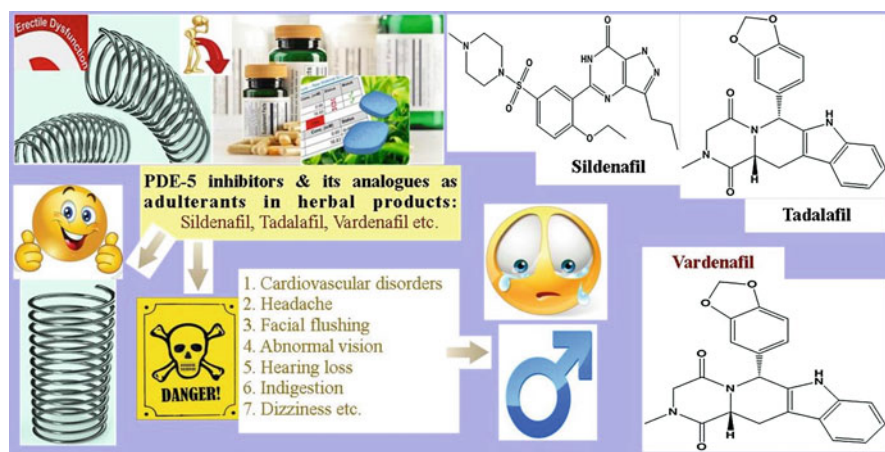 Erectile Dysfunction
PDE-5 inhibitors & its analogues as
adulterants in herbal products:
Sildenafil, Tadalafil, Vardenafil etc.
DANGER!
1. Cardiovascular disorders
2. Headache
3. Facial flushing
4. Abnormal vision
5. Hearing loss
6. Indigestion
7. Dizziness etc.
O
HN
N
N
N
N
N
O
S
O
O
Sildenafil
O
O
O
H
N
N
N
O
H
Tadalafil
Vardenafil
O
O
O
H
N
N
N
O
H